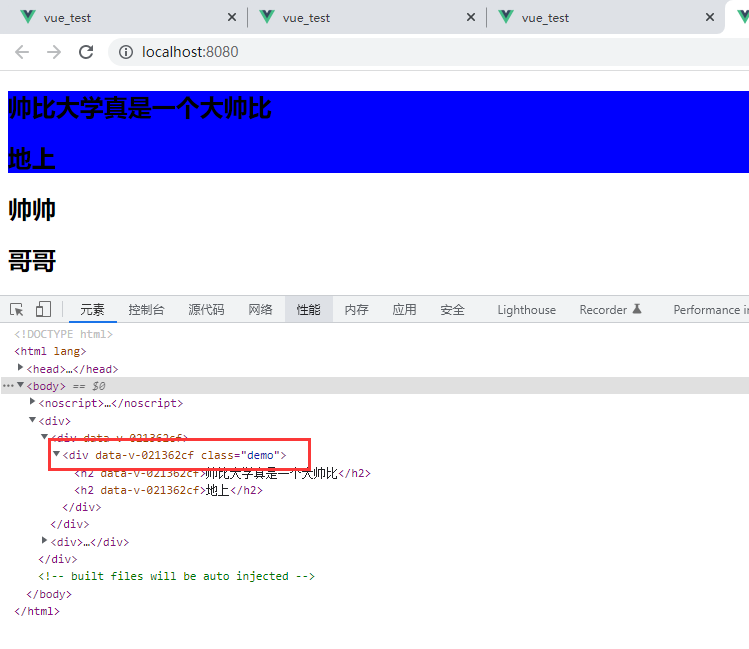 vue_test
vue_test
vue_test
localhost:8080
帅比大学真是一个大帅比
地上
帅帅
哥哥
元素 控制台 源代码 网络 性能 内存 应用 安全 Lighthouse Recorder Performance in
<!DOCTYPE html>
<html lang>
<head>…</head>
<body> == $0
<noscript>…</noscript>
<div>
<div data-v-021362cf>
<div data-v-021362cf class="demo">
<h2 data-v-021362cf>帅比大学真是一个大帅比</h2>
<h2 data-v-021362cf>地上</h2>
</div>
</div>
<div>…</div>
</div>
<!-- built files will be auto injected -->
</body>
</html>